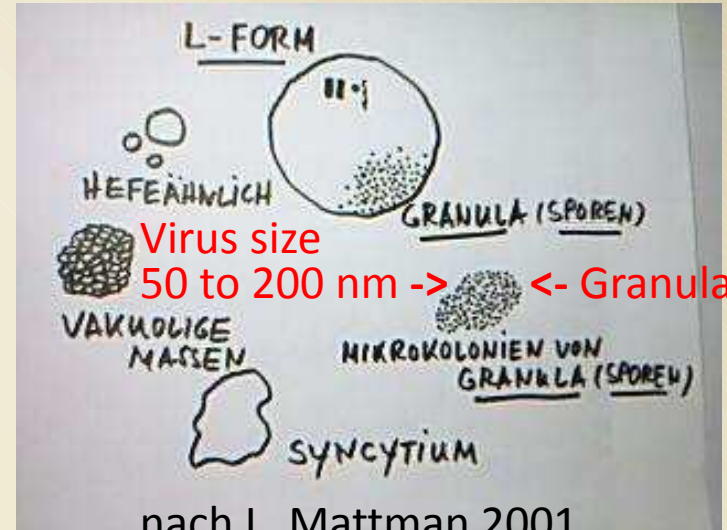 L-FORM
HEFEÄHNLICH
GRANULA (SPOREN)
Virus size
50 to 200 nm -> <- Granula
VAKUOLIGE
MASSEN
MIKROKOLONIEN VON
GRANULA (SPOREN)
SYNCYTIUM
nach L. Mattman 2001